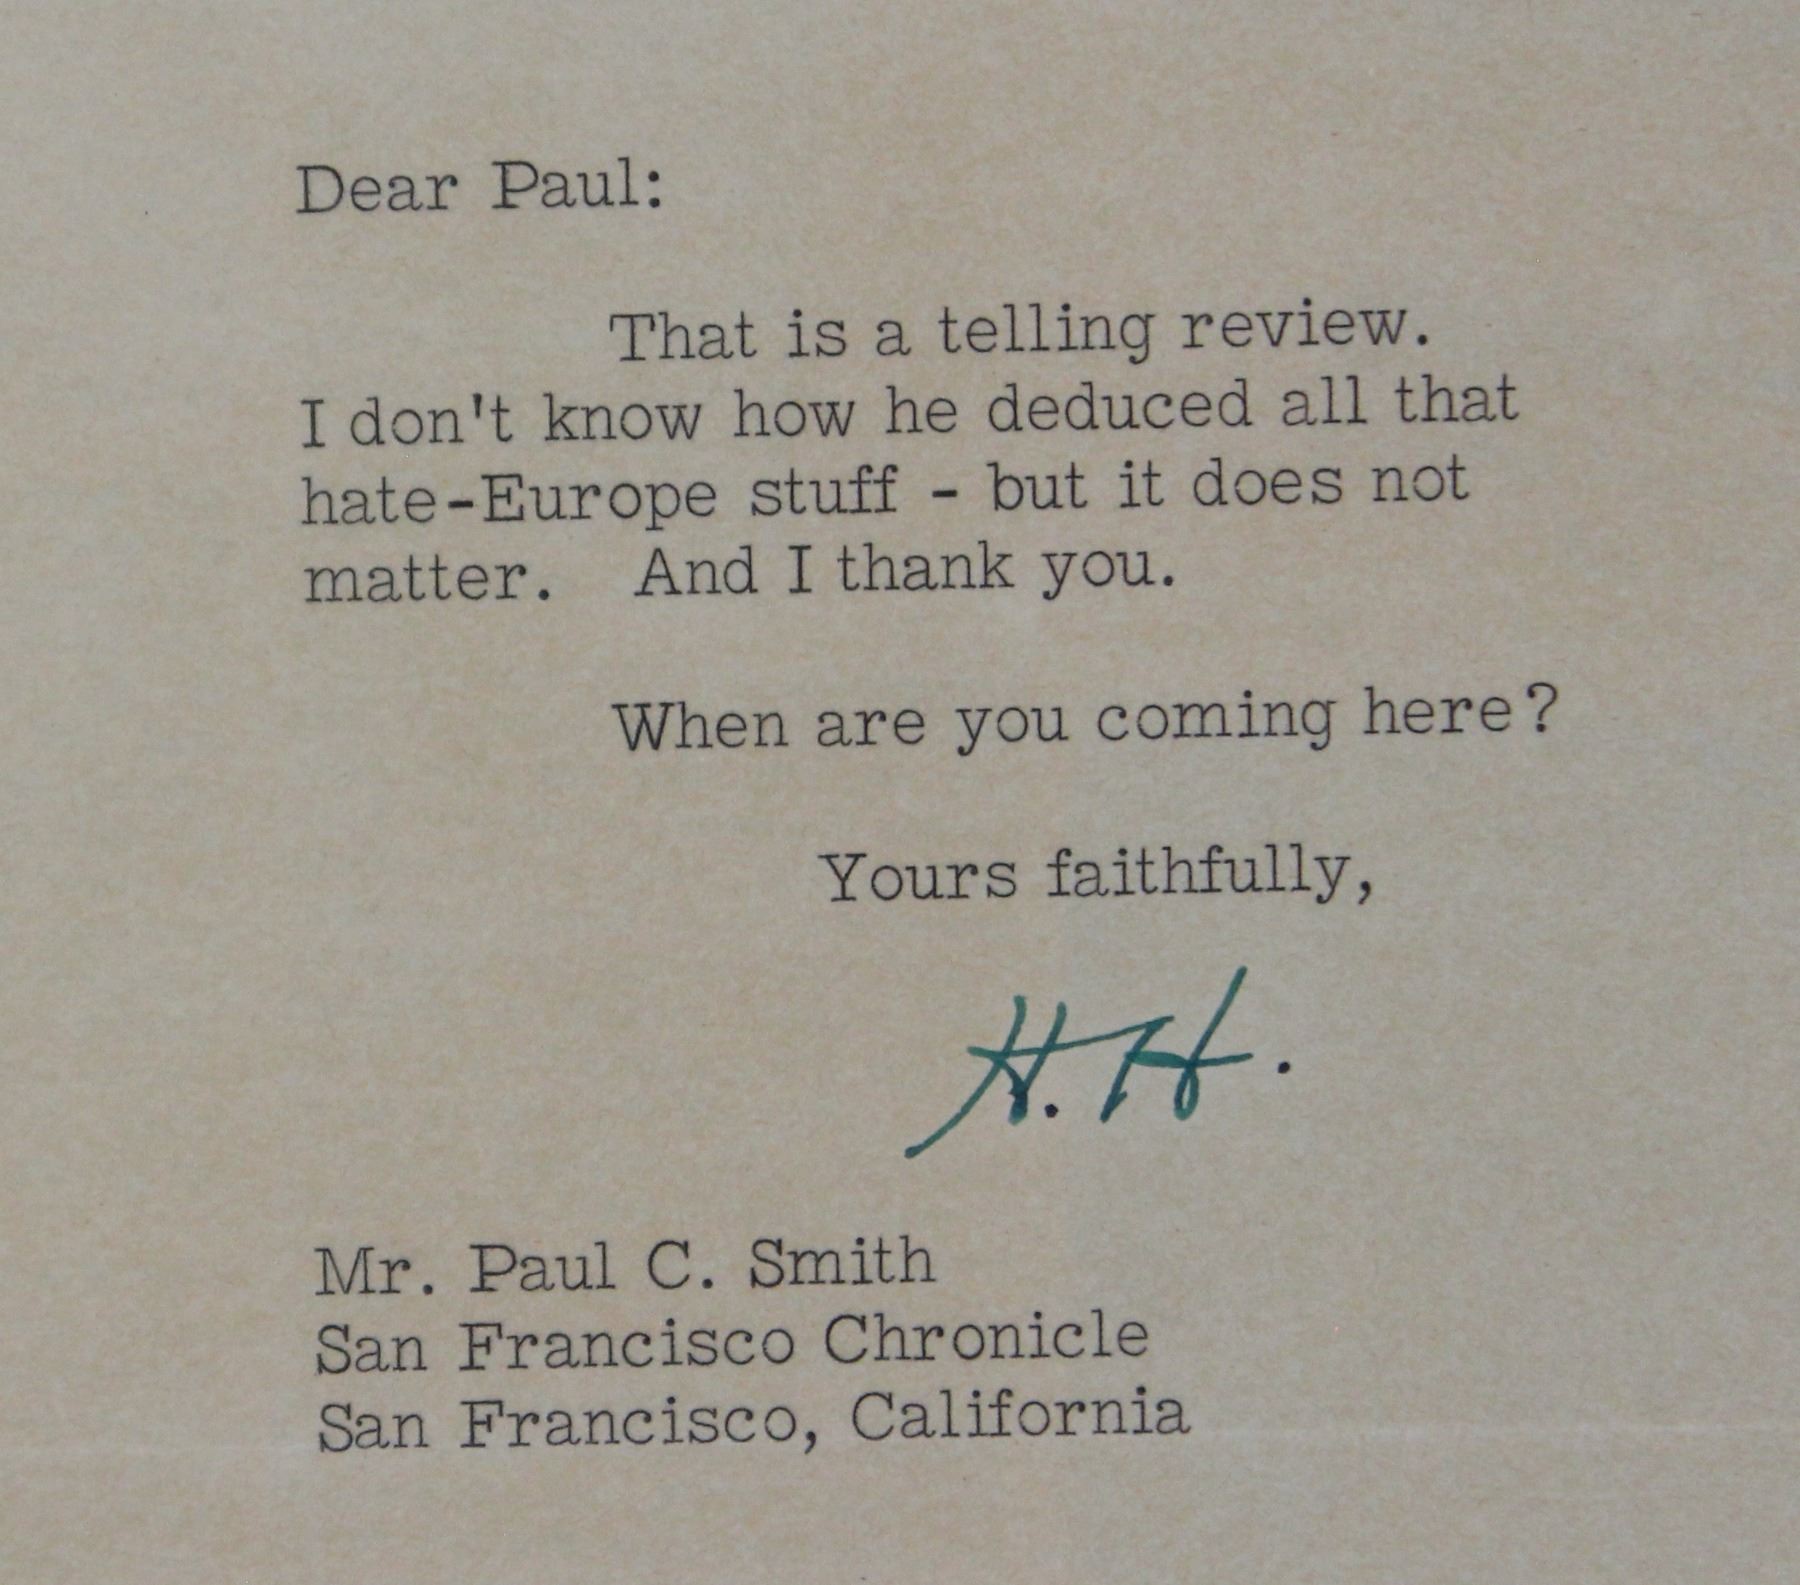 Dear Paul:
That is a telling review.
I don't know how he deduced all that
hate-Europe stuff - but it does not
matter. And I thank you.
When are you coming here?
Yours faithfully,
H. H.
Mr. Paul C. Smith
San Francisco Chronicle
San Francisco, California